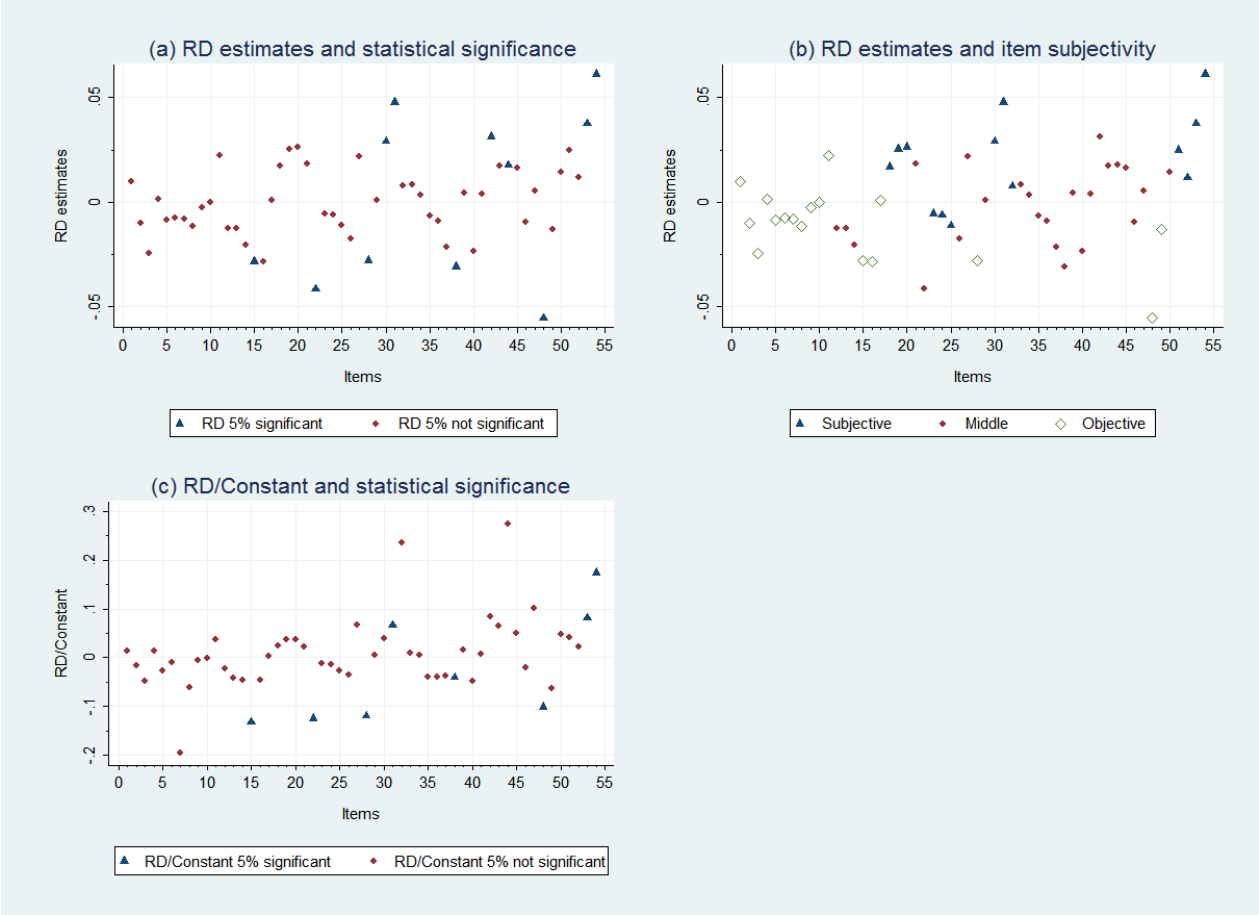 (a) RD estimates and statistical significance
RD estimates
.05
0
-.05
0 5 10 15 20 25 30 35 40 45 50 55
Items
RD 5% significant RD 5% not significant
(b) RD estimates and item subjectivity
RD estimates
.05
0
-.05
0 5 10 15 20 25 30 35 40 45 50 55
Items
Subjective Middle Objective
(c) RD/Constant and statistical significance
RD/Constant
.3
.2
.1
0
-.1
-.2
0 5 10 15 20 25 30 35 40 45 50 55
Items
RD/Constant 5% significant RD/Constant 5% not significant